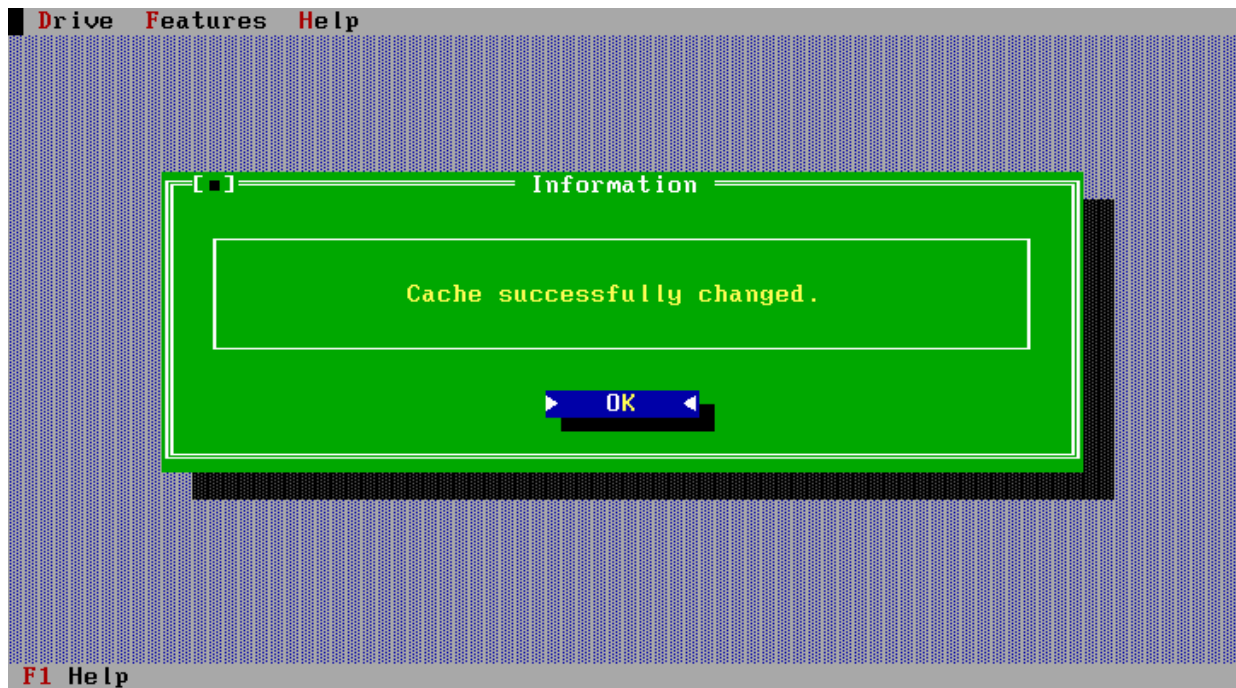 Drive Features Help
[■] Information
Cache successfully changed.
OK
F1 Help